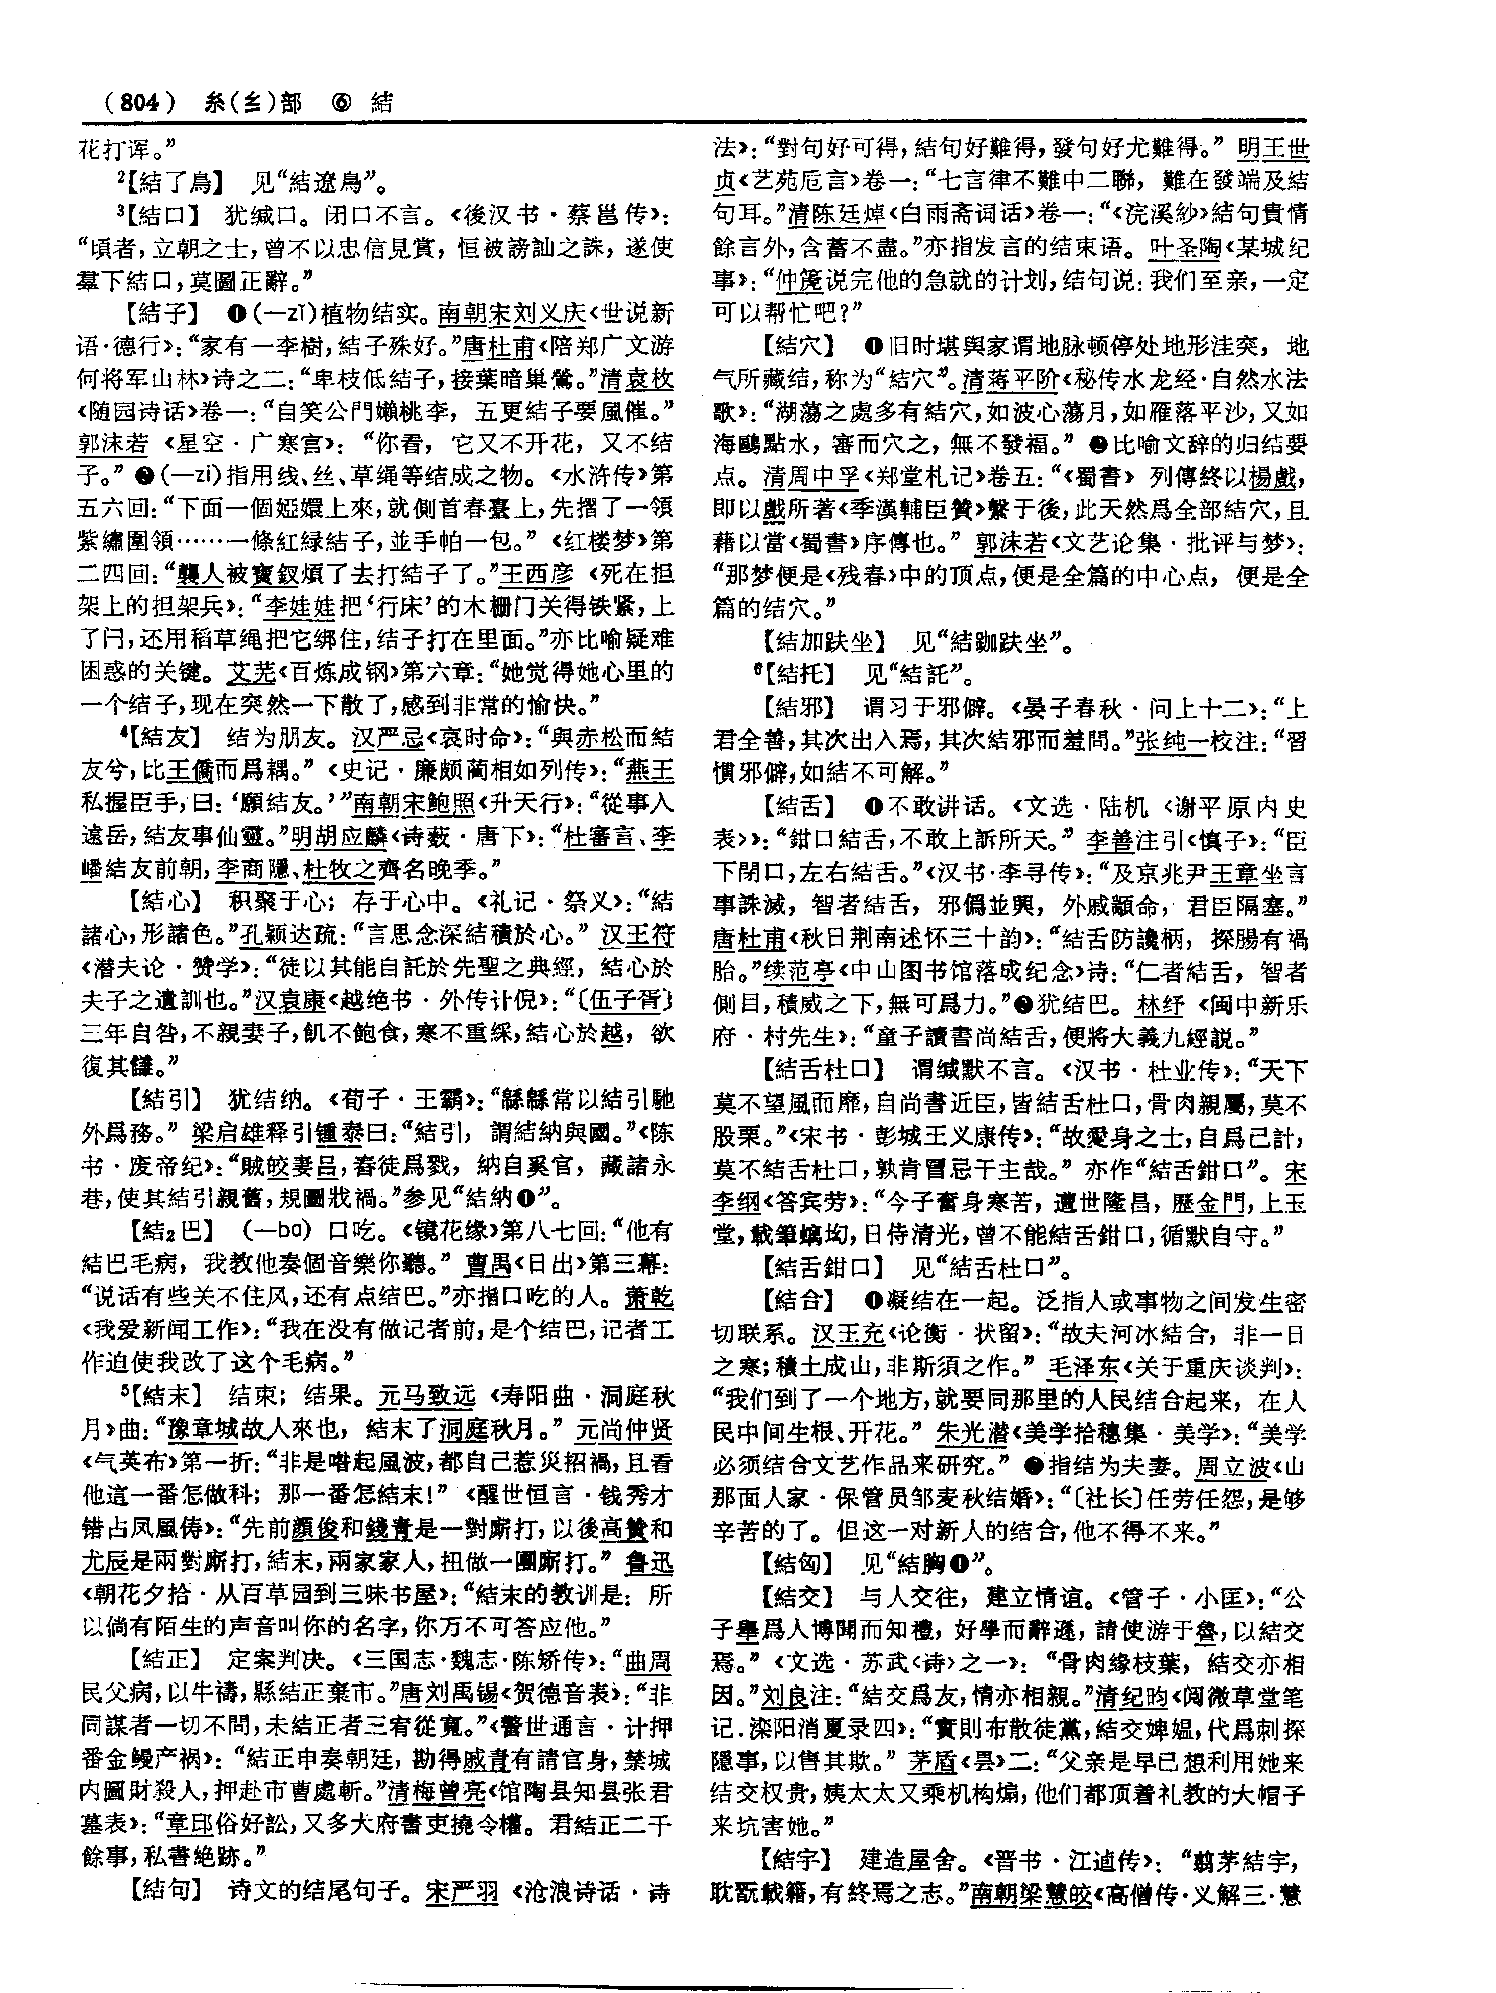 （804） 糸(糹)部 ⑥ 結
花打诨。”
²【結了鳥】 见“結遼鳥”。
³【結口】 犹缄口。闭口不言。《後汉书·蔡邕传》：
“頃者，立朝之士，曾不以忠信見賞，恒被謗訕之誅，遂使
羣下結口，莫圖正辭。”
【結子】 ❶(—zǐ)植物结实。南朝宋刘义庆《世说新
语·德行》：“家有一李樹，結子殊好。”唐杜甫《陪郑广文游
何将军山林》诗之二：“卑枝低結子，接葉暗巢鶯。”清袁枚
《随园诗话》卷一：“自笑公門嬾桃李，五更結子要風催。”
郭沫若《星空·广寒宫》：“你看，它又不开花，又不结
子。”❷(—zi)指用线、丝、草绳等结成之物。《水浒传》第
五六回：“下面一個婭嬛上來，就側首春臺上，先摺了一領
紫繡圍領……一條紅緑結子，並手帕一包。”《红楼梦》第
二四回：“襲人被寶釵煩了去打結子了。”王西彦《死在担
架上的担架兵》：“李娃娃把‘行床’的木栅门关得铁紧，上
了闩，还用稻草绳把它绑住，结子打在里面。”亦比喻疑难
困惑的关键。艾芜《百炼成钢》第六章：“她觉得她心里的
一个结子，现在突然一下散了，感到非常的愉快。”
⁴【結友】 结为朋友。汉严忌《哀时命》：“與赤松而結
友兮，比王僑而爲耦。”《史记·廉颇蔺相如列传》：“燕王
私握臣手，曰：‘願結友。’”南朝宋鲍照《升天行》：“從事入
遠岳，結友事仙靈。”明胡应麟《诗薮·唐下》：“杜審言、李
嶠結友前朝，李商隱、杜牧之齊名晚季。”
【結心】 积聚于心；存于心中。《礼记·祭义》：“結
諸心，形諸色。”孔颖达疏：“言思念深結積於心。”汉王符
《潜夫论·赞学》：“徒以其能自託於先聖之典經，結心於
夫子之遺訓也。”汉袁康《越绝书·外传计倪》：“〔伍子胥〕
三年自咎，不親妻子，飢不飽食，寒不重綵，結心於越，欲
復其讎。”
【結引】 犹结纳。《荀子·王霸》：“緜緜常以結引馳
外爲務。”梁启雄释引锺泰曰：“結引，謂結納與國。”《陈
书·废帝纪》：“賊皎妻吕，舂徒爲戮，納自奚官，藏諸永
巷，使其結引親舊，規圖戕禍。”参见“結納❶”。
【結₂巴】 (—bɑ) 口吃。《镜花缘》第八七回：“他有
結巴毛病，我教他奏個音樂你聽。”曹禺《日出》第三幕：
“说话有些关不住风，还有点结巴。”亦指口吃的人。萧乾
《我爱新闻工作》：“我在没有做记者前，是个结巴，记者工
作迫使我改了这个毛病。”
⁵【結末】 结束；结果。元马致远《寿阳曲·洞庭秋
月》曲：“豫章城故人來也，結末了洞庭秋月。”元尚仲贤
《气英布》第一折：“非是喒起風波，都自己惹災招禍，且看
他這一番怎做科；那一番怎結末！”《醒世恒言·钱秀才
错占凤凰俦》：“先前顔俊和錢青是一對廝打，以後高贊和
尤辰是兩對廝打，結末，兩家家人，扭做一團廝打。”鲁迅
《朝花夕拾·从百草园到三味书屋》：“結末的教训是：所
以倘有陌生的声音叫你的名字，你万不可答应他。”
【結正】 定案判决。《三国志·魏志·陈矫传》：“曲周
民父病，以牛禱，縣結正棄市。”唐刘禹锡《贺德音表》：“非
同謀者一切不問，未結正者三宥從寬。”《警世通言·计押
番金鳗产祸》：“結正申奏朝廷，勘得戚青有請官身，禁城
内圖財殺人，押赴市曹處斬。”清梅曾亮《馆陶县知县张君
墓表》：“章邱俗好訟，又多大府書吏撓令權。君結正二千
餘事，私書絶跡。”
【結句】 诗文的结尾句子。宋严羽《沧浪诗话·诗
法》：“對句好可得，結句好難得，發句好尤難得。”明王世
贞《艺苑卮言》卷一：“七言律不難中二聯，難在發端及結
句耳。”清陈廷焯《白雨斋词话》卷一：“《浣溪紗》結句貴情
餘言外，含蓄不盡。”亦指发言的结束语。叶圣陶《某城纪
事》：“仲篪说完他的急就的计划，结句说：我们至亲，一定
可以帮忙吧？”
【結穴】 ❶旧时堪舆家谓地脉顿停处地形洼突，地
气所藏结，称为“結穴”。清蒋平阶《秘传水龙经·自然水法
歌》：“湖蕩之處多有結穴，如波心蕩月，如雁落平沙，又如
海鷗點水，審而穴之，無不發福。”❷比喻文辞的归结要
点。清周中孚《郑堂札记》卷五：“《蜀書》列傳終以楊戲，
即以戲所著《季漢輔臣贊》繫于後，此天然爲全部結穴，且
藉以當《蜀書》序傳也。”郭沫若《文艺论集·批评与梦》：
“那梦便是《残春》中的顶点，便是全篇的中心点，便是全
篇的结穴。”
【結加趺坐】 见“結跏趺坐”。
⁶【結托】 见“結託”。
【結邪】 谓习于邪僻。《晏子春秋·问上十二》：“上
君全善，其次出入焉，其次結邪而羞問。”张纯一校注：“習
慣邪僻，如結不可解。”
【結舌】 ❶不敢讲话。《文选·陆机〈谢平原内史
表〉》：“鉗口結舌，不敢上訴所天。”李善注引《慎子》：“臣
下閉口，左右結舌。”《汉书·李寻传》：“及京兆尹王章坐言
事誅滅，智者結舌，邪僞並興，外戚顓命，君臣隔塞。”
唐杜甫《秋日荆南述怀三十韵》：“結舌防讒柄，探腸有禍
胎。”续范亭《中山图书馆落成纪念》诗：“仁者結舌，智者
側目，積威之下，無可爲力。”❷犹结巴。林纾《闽中新乐
府·村先生》：“童子讀書尚結舌，便將大義九經説。”
【結舌杜口】 谓缄默不言。《汉书·杜业传》：“天下
莫不望風而靡，自尚書近臣，皆結舌杜口，骨肉親屬，莫不
股栗。”《宋书·彭城王义康传》：“故愛身之士，自爲己計，
莫不結舌杜口，孰肯冒忌干主哉。”亦作“結舌鉗口”。宋
李纲《答宾劳》：“今子奮身寒苦，遭世隆昌，歷金門，上玉
堂，載筆螭坳，日侍清光，曾不能結舌鉗口，循默自守。”
【結舌鉗口】 见“結舌杜口”。
【結合】 ❶凝结在一起。泛指人或事物之间发生密
切联系。汉王充《论衡·状留》：“故夫河冰結合，非一日
之寒；積土成山，非斯須之作。”毛泽东《关于重庆谈判》：
“我们到了一个地方，就要同那里的人民结合起来，在人
民中间生根、开花。”朱光潜《美学拾穗集·美学》：“美学
必须结合文艺作品来研究。”❷指结为夫妻。周立波《山
那面人家·保管员邹麦秋结婚》：“〔社长〕任劳任怨，是够
辛苦的了。但这一对新人的结合，他不得不来。”
【結匈】 见“結胸❶”。
【結交】 与人交往，建立情谊。《管子·小匡》：“公
子舉爲人博聞而知禮，好學而辭遜，請使游于魯，以結交
焉。”《文选·苏武〈诗〉之一》：“骨肉緣枝葉，結交亦相
因。”刘良注：“結交爲友，情亦相親。”清纪昀《阅微草堂笔
记·滦阳消夏录四》：“實則布散徒黨，結交婢媪，代爲刺探
隱事，以售其欺。”茅盾《昙》二：“父亲是早已想利用她来
结交权贵，姨太太又乘机构煽，他们都顶着礼教的大帽子
来坑害她。”
【結宇】 建造屋舍。《晋书·江逌传》：“翦茅結宇，
耽翫載籍，有終焉之志。”南朝梁慧皎《高僧传·义解三·慧